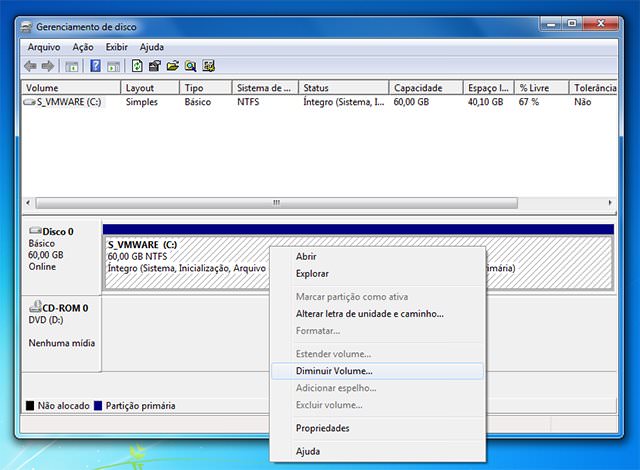 Gerenciamento de disco
Arquivo Ação Exibir Ajuda
Volume Layout Tipo Sistema de ... Status Capacidade Espaço l... % Livre Tolerância
S_VMWARE (C:) Simples Básico NTFS Íntegro (Sistema, I... 60,00 GB 40,10 GB 67 % Não
Disco 0
Básico
60,00 GB
Online
S_VMWARE (C:)
60,00 GB NTFS
Íntegro (Sistema, Inicialização, Arquivo
CD-ROM 0
DVD (D:)
Nenhuma mídia
Abrir
Explorar
Marcar partição como ativa
Alterar letra de unidade e caminho...
Formatar...
Estender volume...
Diminuir Volume...
Adicionar espelho...
Excluir volume...
Propriedades
Ajuda
Não alocado Partição primária